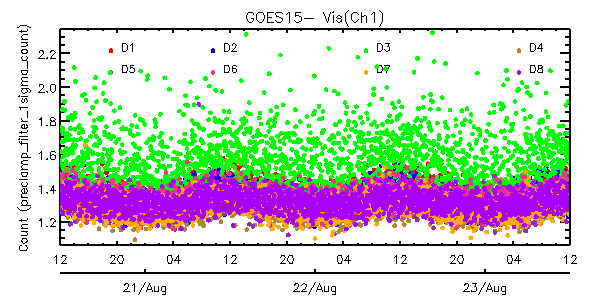 GOES15- Vis(Ch1)
Count (preclamp_filter_1sigma_count)
2.2
2.0
1.8
1.6
1.4
1.2
D1 D2 D3 D4
D5 D6 D7 D8
12 20 04 12 20 04 12 20 04 12
21/Aug 22/Aug 23/Aug